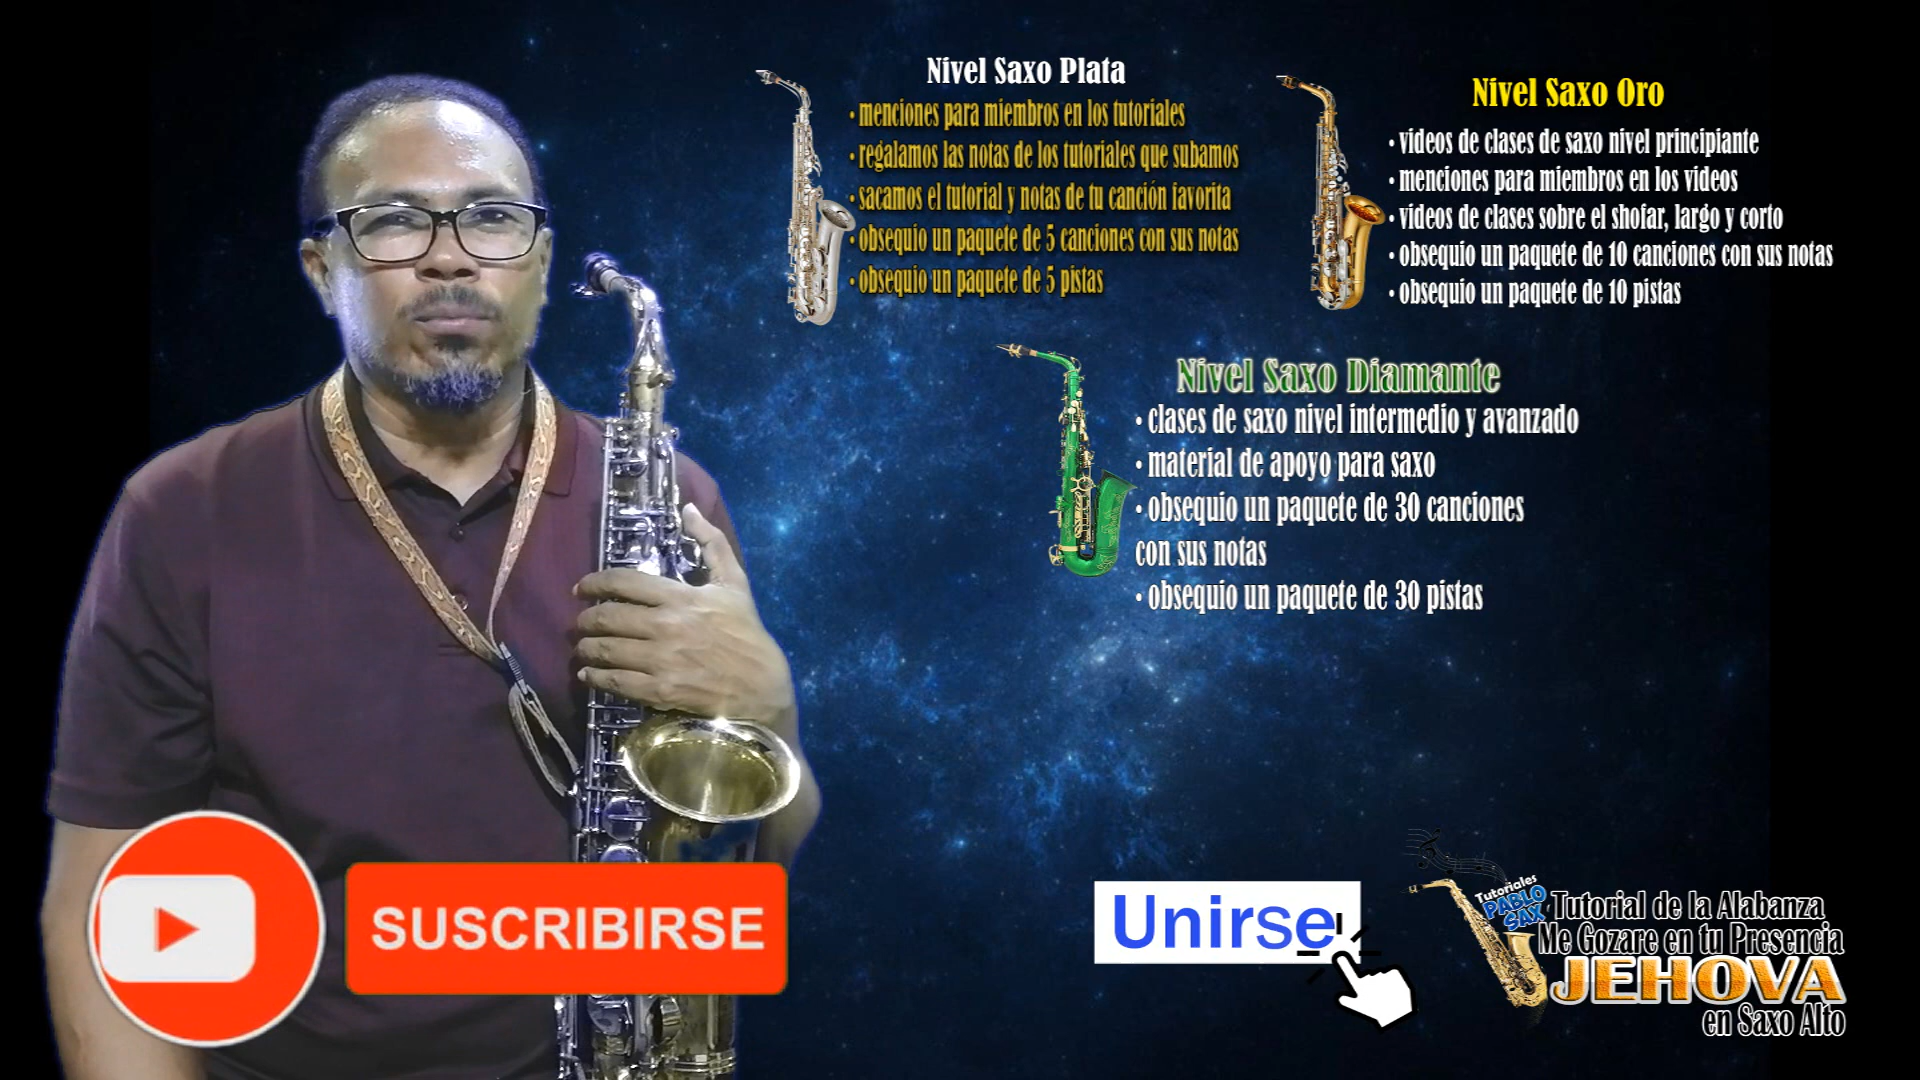 Nivel Saxo Plata
• menciones para miembros en los tutoriales
• regalamos las notas de los tutoriales que subamos
• sacamos el tutorial y notas de tu canción favorita
• obsequio un paquete de 5 canciones con sus notas
• obsequio un paquete de 5 pistas
Nivel Saxo Oro
• videos de clases de saxo nivel principiante
• menciones para miembros en los videos
• videos de clases sobre el shofar, largo y corto
• obsequio un paquete de 10 canciones con sus notas
• obsequio un paquete de 10 pistas
Nivel Saxo Diamante
• clases de saxo nivel intermedio y avanzado
• material de apoyo para saxo
• obsequio un paquete de 30 canciones
con sus notas
• obsequio un paquete de 30 pistas
SUSCRIBIRSE
Unirse
Tutoriales
PABLO
SAX
Tutorial de la Alabanza
Me Gozare en tu Presencia
JEHOVA
en Saxo Alto